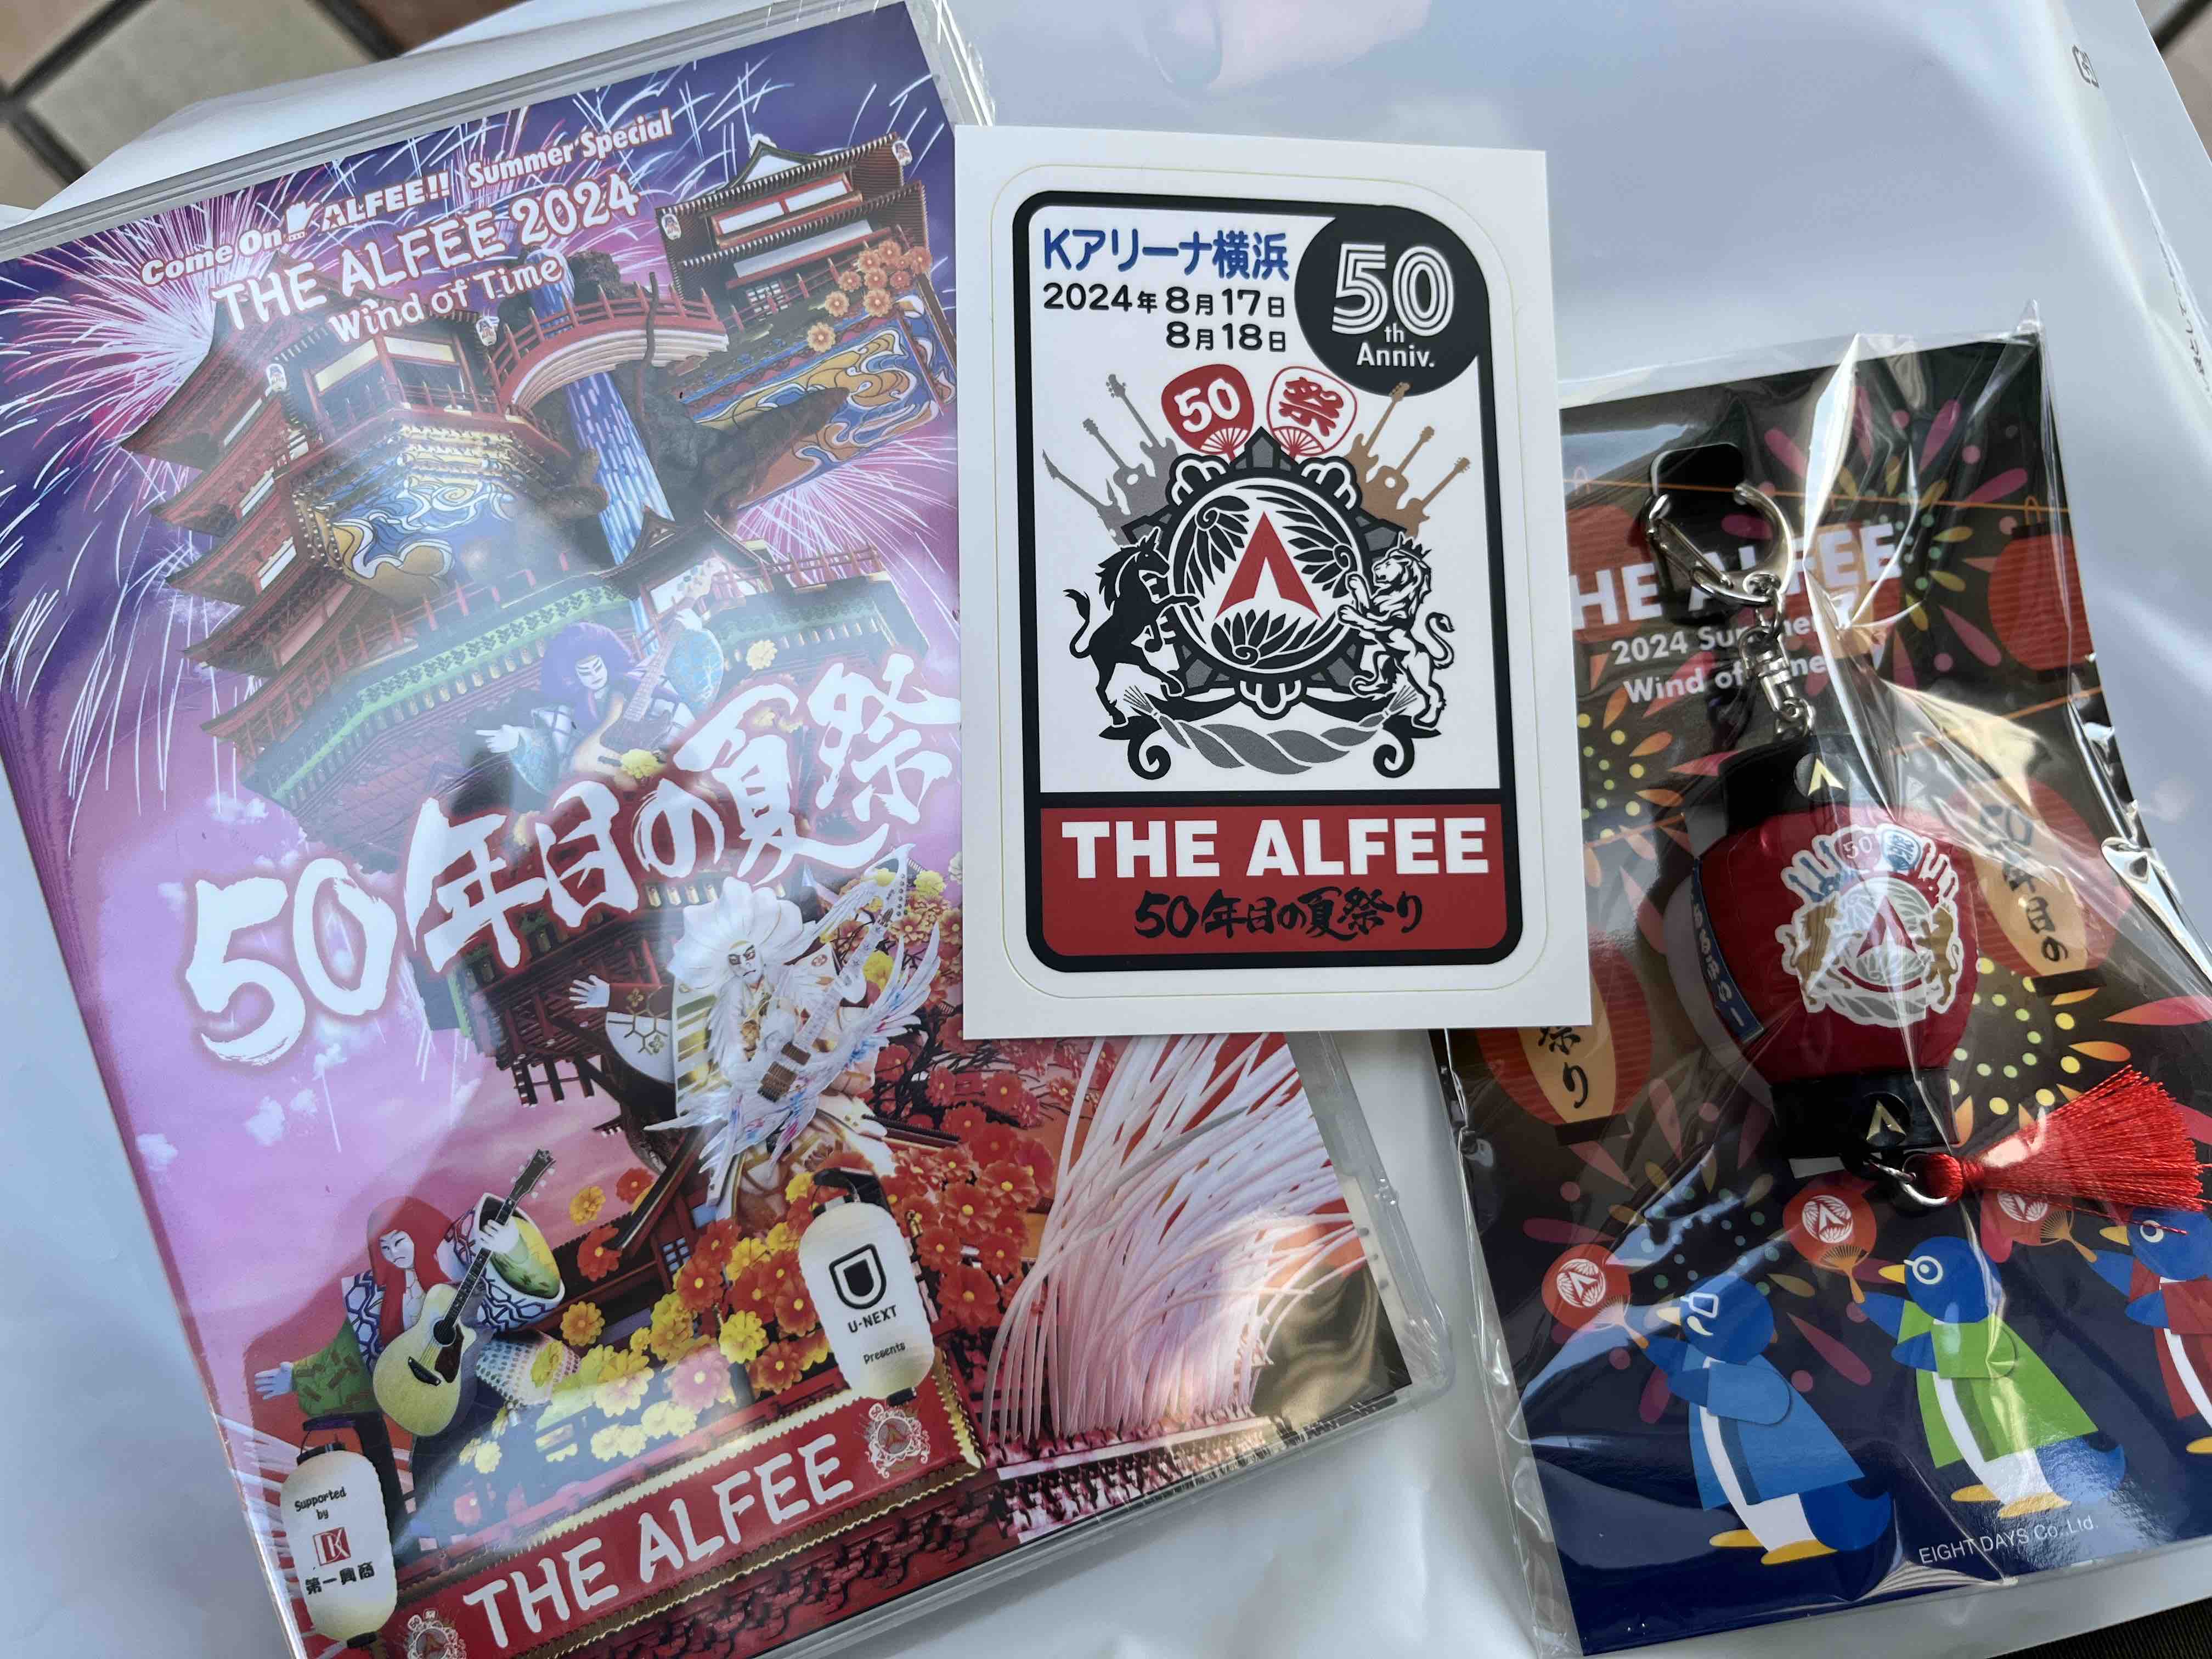 Come On! ALFEE!! Summer Special
THE ALFEE 2024
Wind of Time
50年目の夏祭
U-NEXT
Presents
Supported
by
DK
第一興商
THE ALFEE
Kアリーナ横浜
2024年8月17日
8月18日
50
th
Anniv.
50
祭
THE ALFEE
50年目の夏祭り
THE ALFEE
2024 Summer
Wind of Time
50
祭
50年目の
祭り
EIGHT DAYS Co.,Ltd.